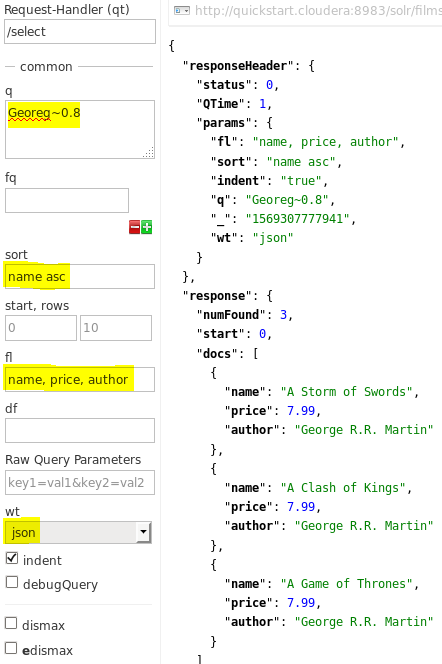 Request-Handler (qt)
/select
common
q
Georeg~0.8
fq
sort
name asc
start, rows
0 10
fl
name, price, author
df
Raw Query Parameters
key1=val1&key2=val2
wt
json
indent
debugQuery
dismax
edismax
http://quickstart.cloudera:8983/solr/films
{
"responseHeader": {
"status": 0,
"QTime": 1,
"params": {
"fl": "name, price, author",
"sort": "name asc",
"indent": "true",
"q": "Georeg~0.8",
"_": "1569307777941",
"wt": "json"
}
},
"response": {
"numFound": 3,
"start": 0,
"docs": [
{
"name": "A Storm of Swords",
"price": 7.99,
"author": "George R.R. Martin"
},
{
"name": "A Clash of Kings",
"price": 7.99,
"author": "George R.R. Martin"
},
{
"name": "A Game of Thrones",
"price": 7.99,
"author": "George R.R. Martin"
}
]